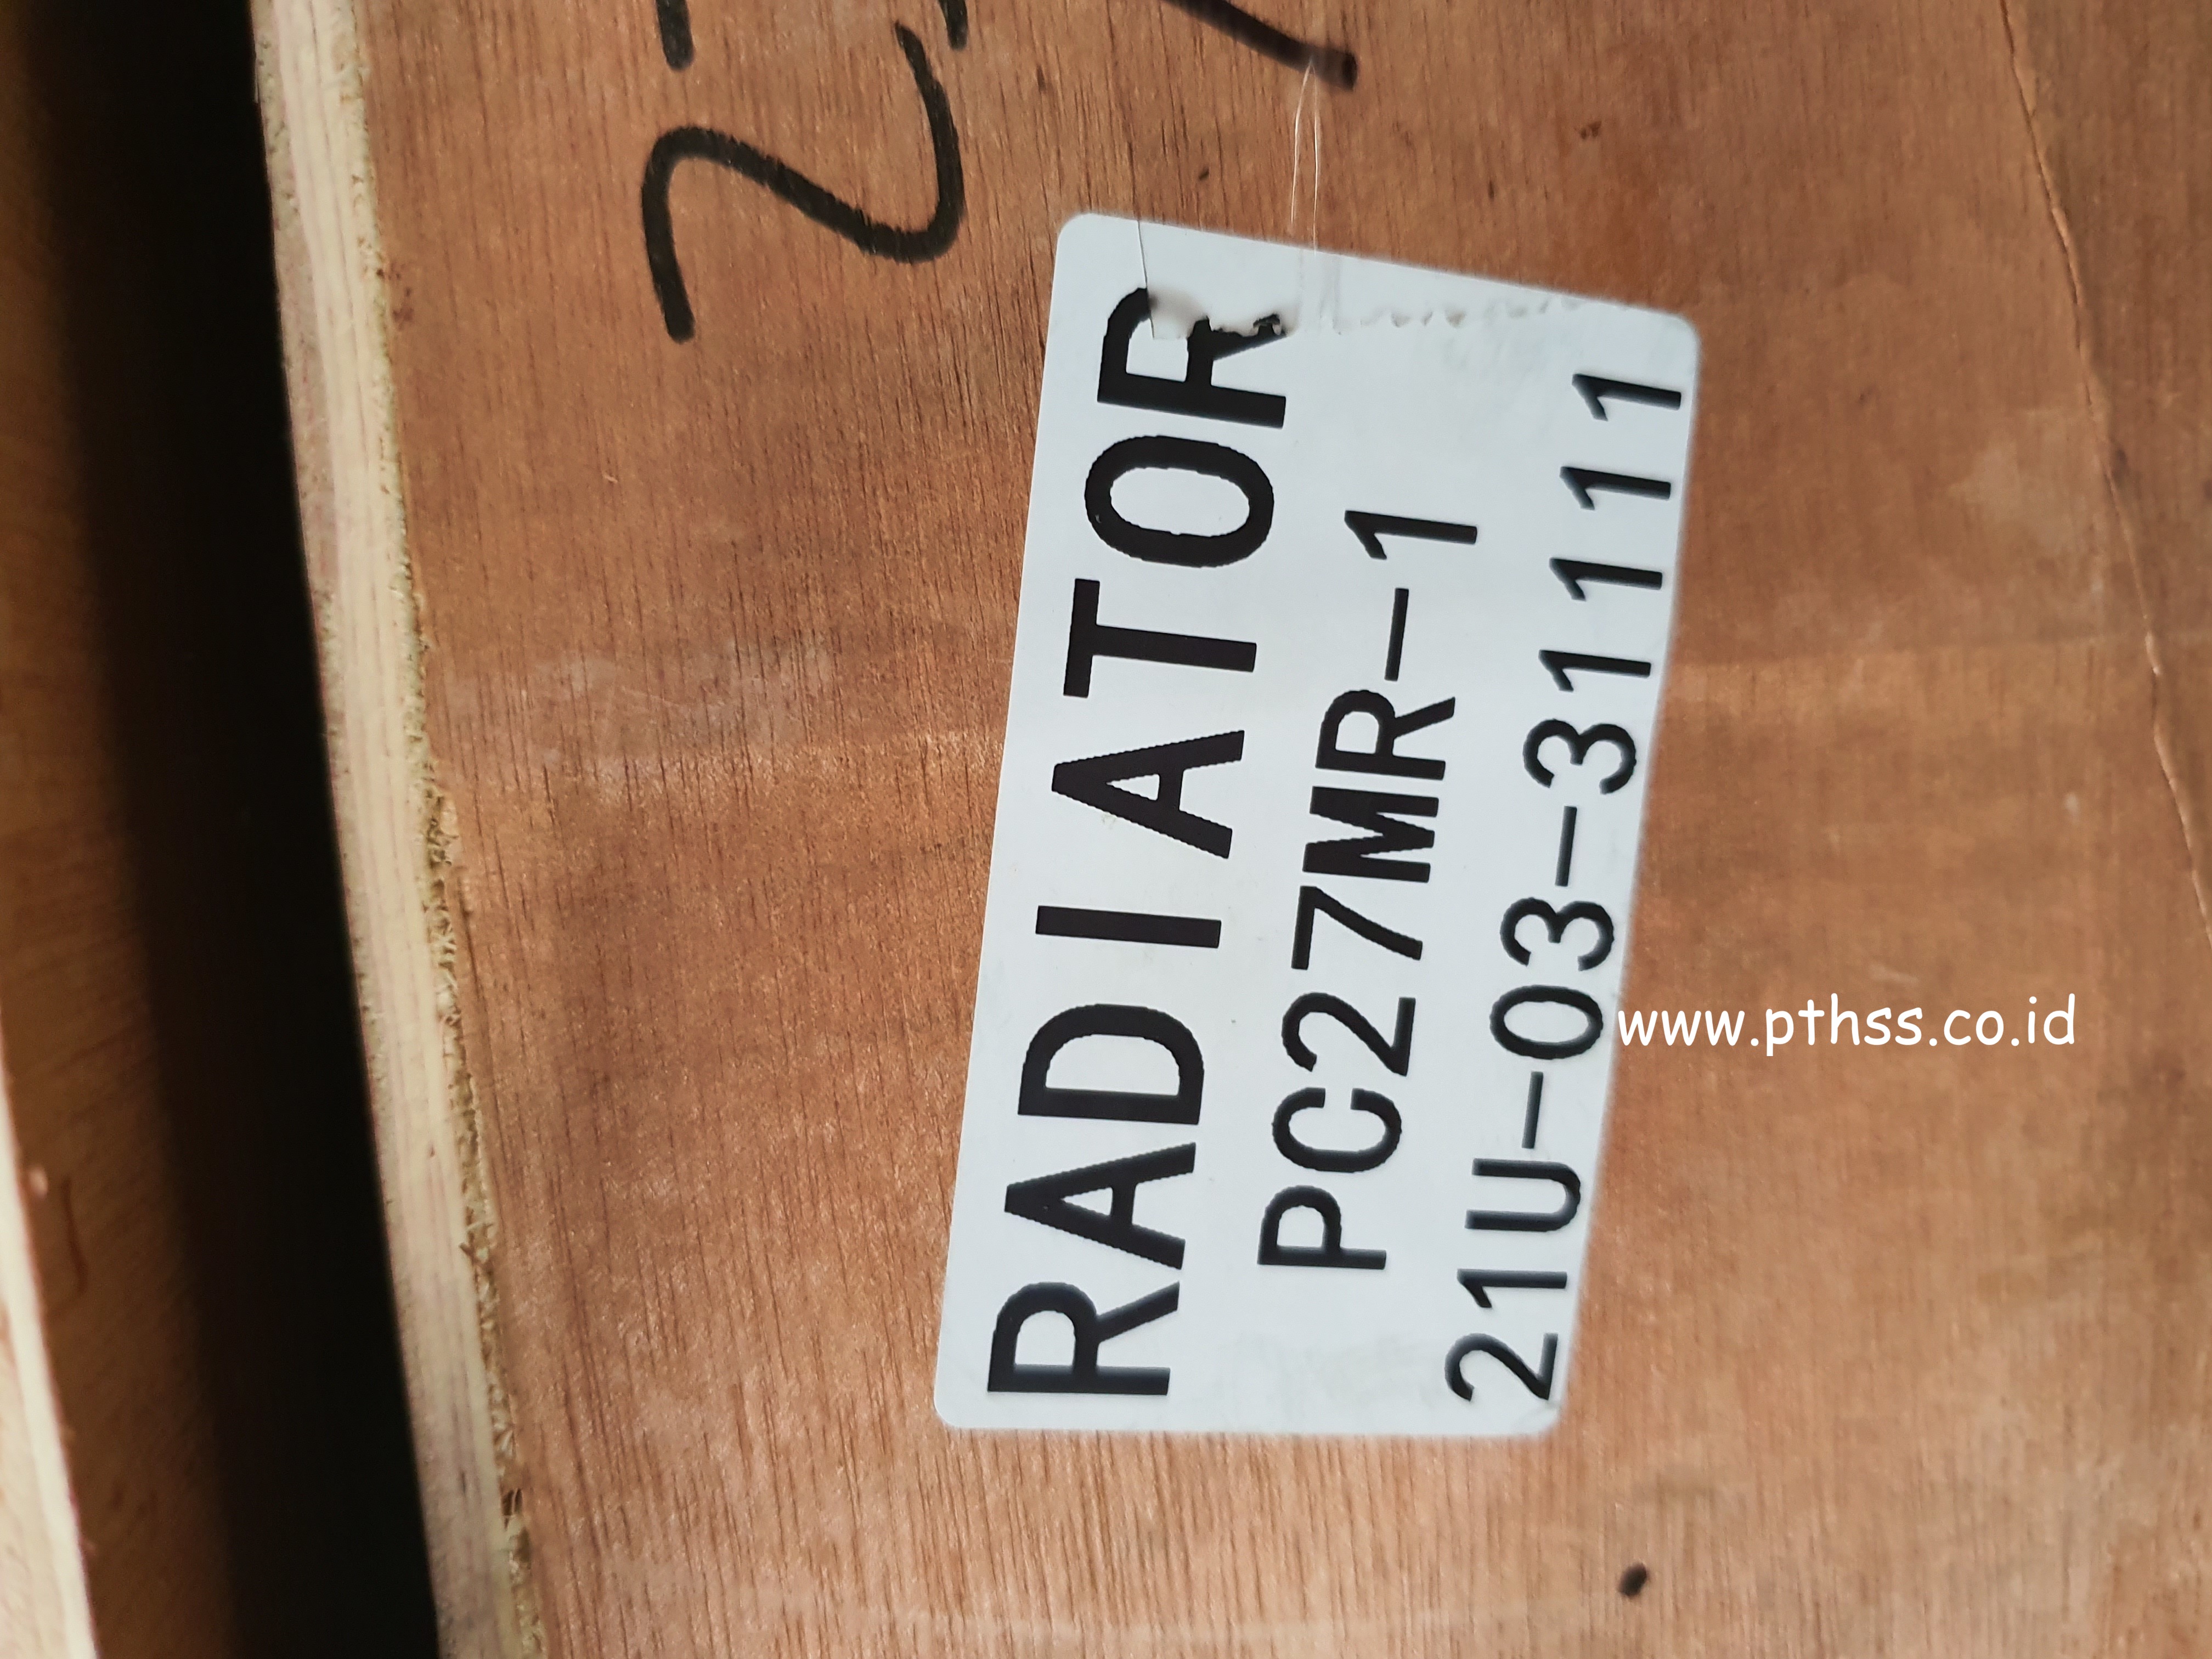 RADIATOR
PC27MR-1
21U-03-31111
www.pthss.co.id